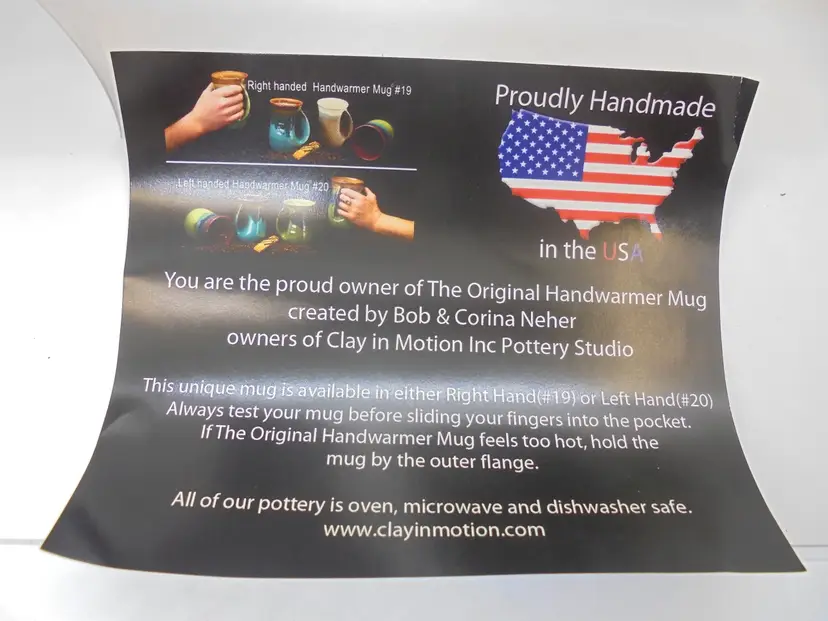 Right handed Handwarmer Mug #19
Left handed Handwarmer Mug #20
Proudly Handmade
in the USA
You are the proud owner of The Original Handwarmer Mug
created by Bob & Corina Neher
owners of Clay in Motion Inc Pottery Studio
This unique mug is available in either Right Hand(#19) or Left Hand(#20)
Always test your mug before sliding your fingers into the pocket.
If The Original Handwarmer Mug feels too hot, hold the
mug by the outer flange.
All of our pottery is oven, microwave and dishwasher safe.
www.clayinmotion.com